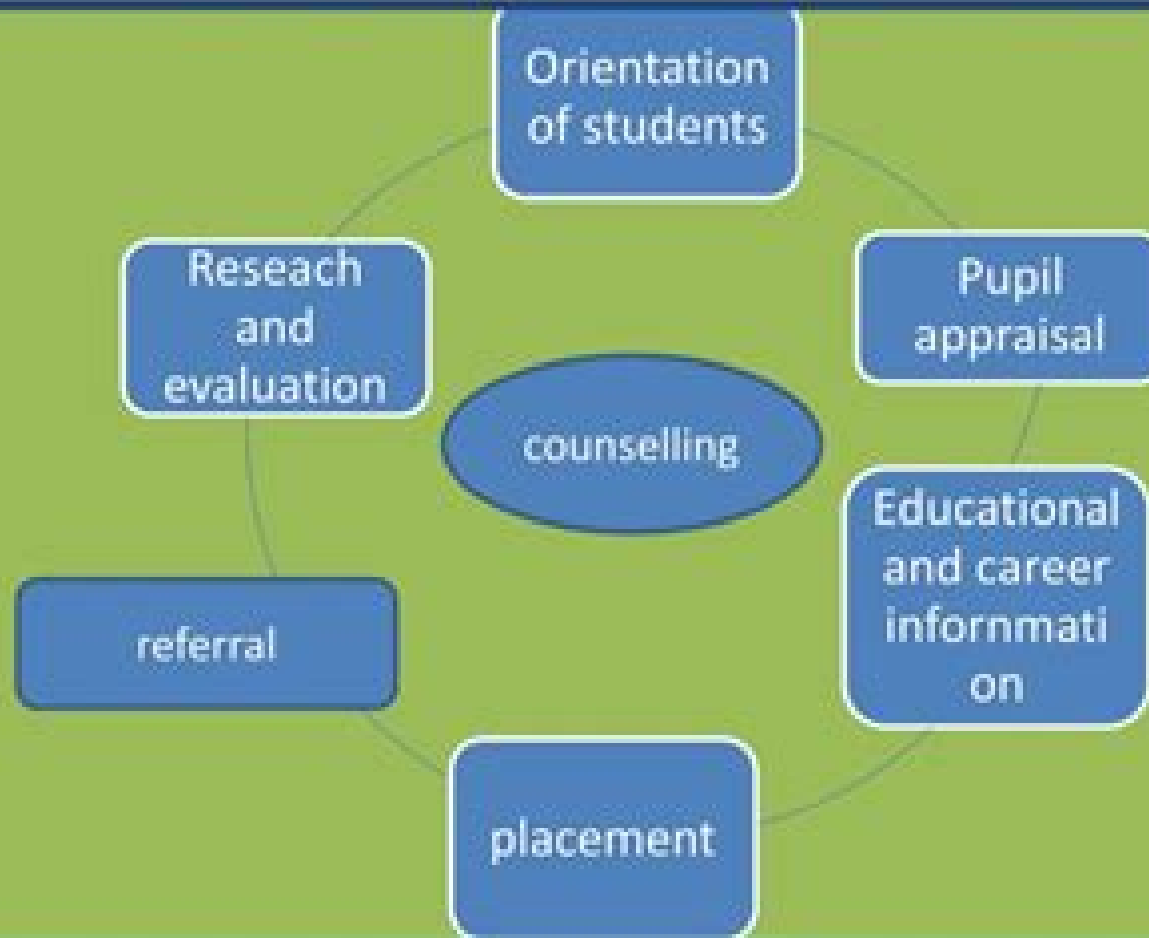 Orientation
of students
Pupil
appraisal
Educational
and career
infornmati
on
placement
referral
Reseach
and
evaluation
counselling